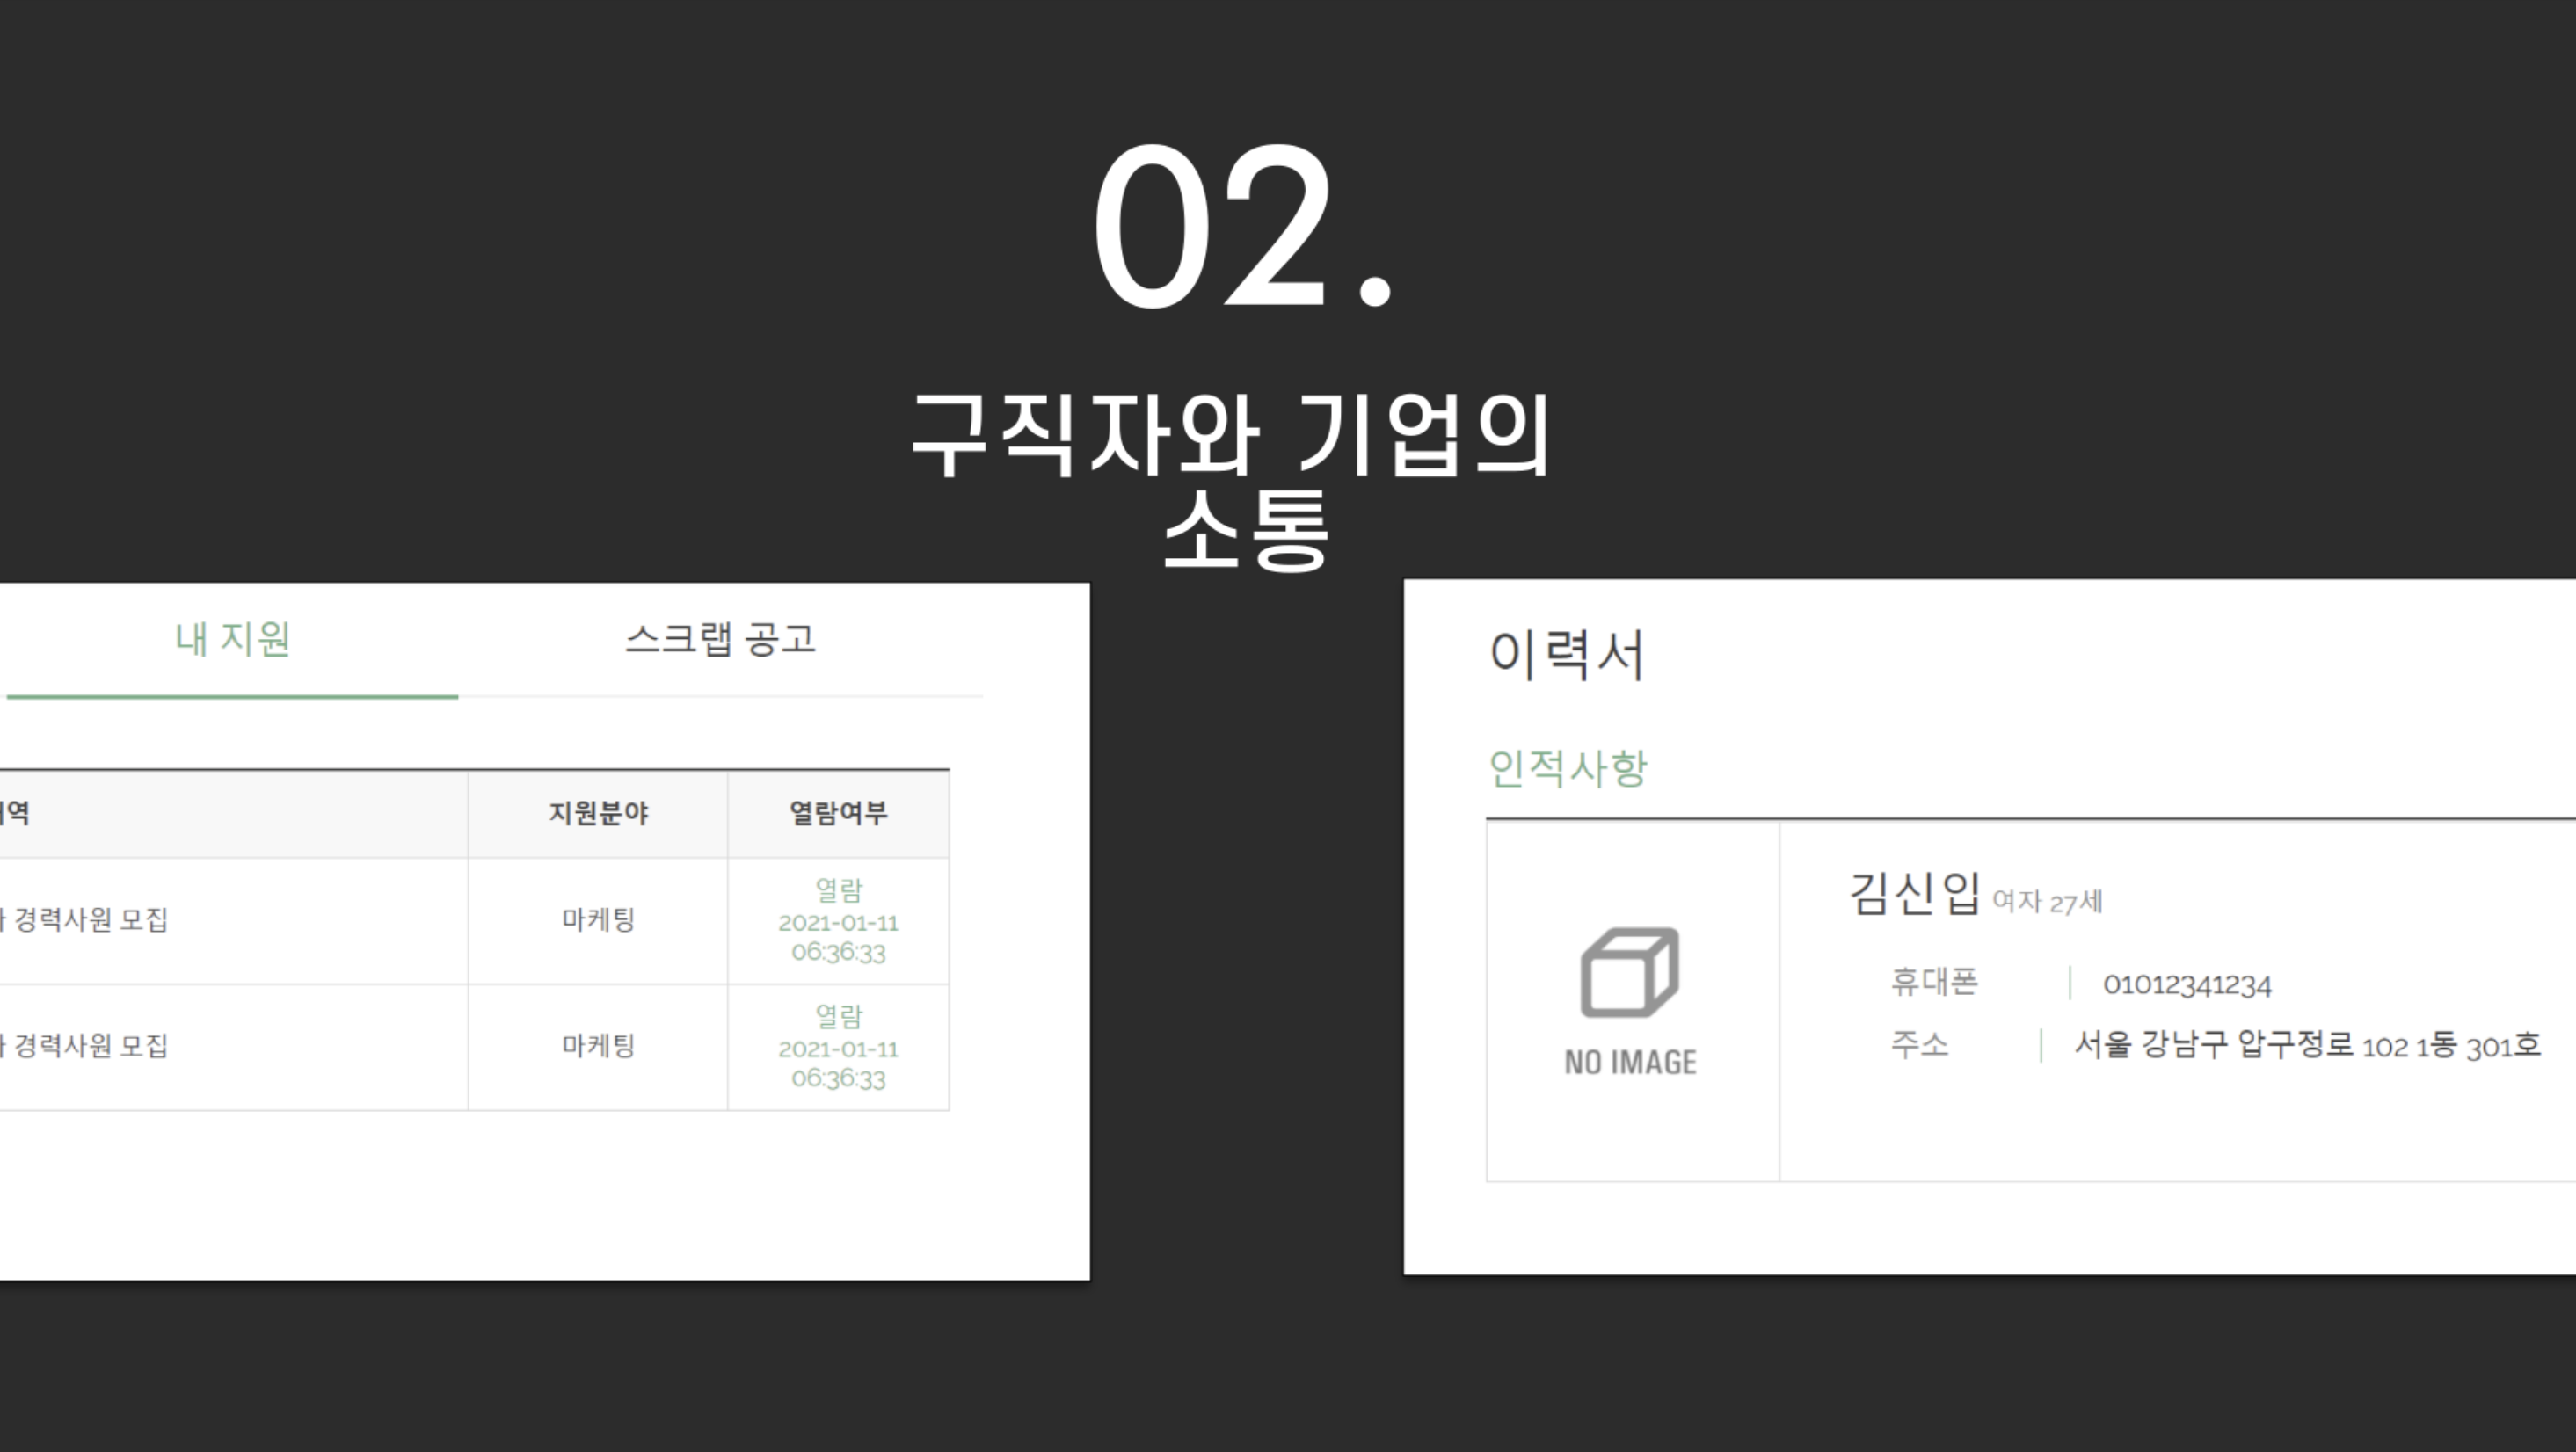 02.
구직자와 기업의
소통
내 지원
스크랩 공고
역
지원분야
열람여부
경력사원 모집
마케팅
열람
2021-01-11
06:36:33
경력사원 모집
마케팅
열람
2021-01-11
06:36:33
이력서
인적사항
NO IMAGE
김신입 여자 27세
휴대폰 | 01012341234
주소 | 서울 강남구 압구정로 102 1동 301호